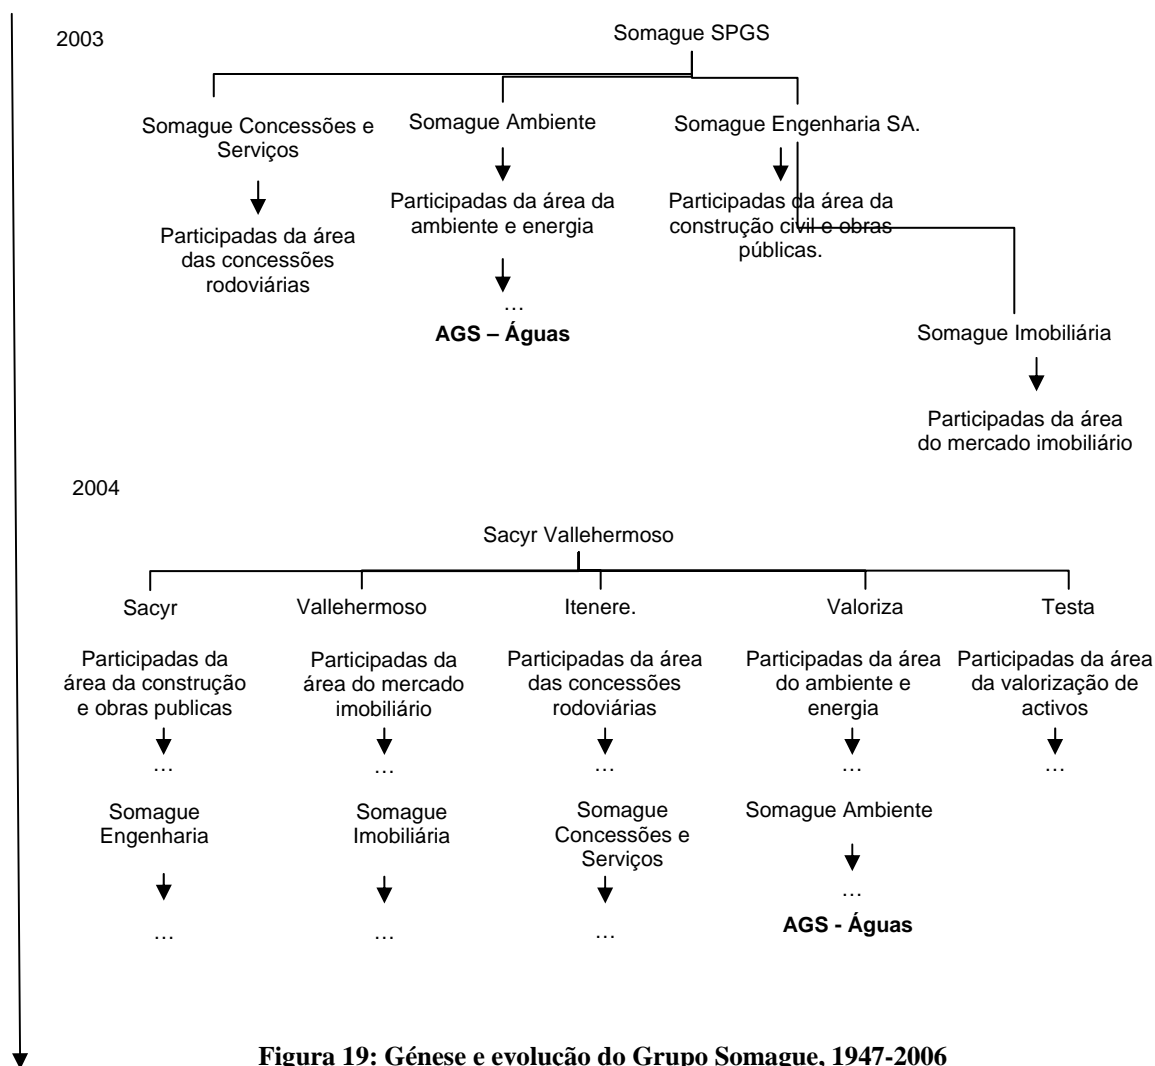 2003
Somague SPGS
Somague Concessões e
Serviços
Somague Ambiente
Somague Engenharia SA.
Participadas da área
das concessões
rodoviárias
Participadas da área da
ambiente e energia
…
AGS – Águas
Participadas da área da
construção civil e obras
públicas.
Somague Imobiliária
Participadas da área
do mercado imobiliário
2004
Sacyr Vallehermoso
Sacyr
Vallehermoso
Itenere.
Valoriza
Testa
Participadas da
área da construção
e obras publicas
…
Participadas da
área do mercado
imobiliário
…
Participadas da área
das concessões
rodoviárias
…
Participadas da área
do ambiente e
energia
…
Participadas da área
da valorização de
activos
…
Somague
Engenharia
…
Somague
Imobiliária
…
Somague
Concessões e
Serviços
…
Somague Ambiente
…
AGS - Águas
Figura 19: Génese e evolução do Grupo Somague, 1947-2006